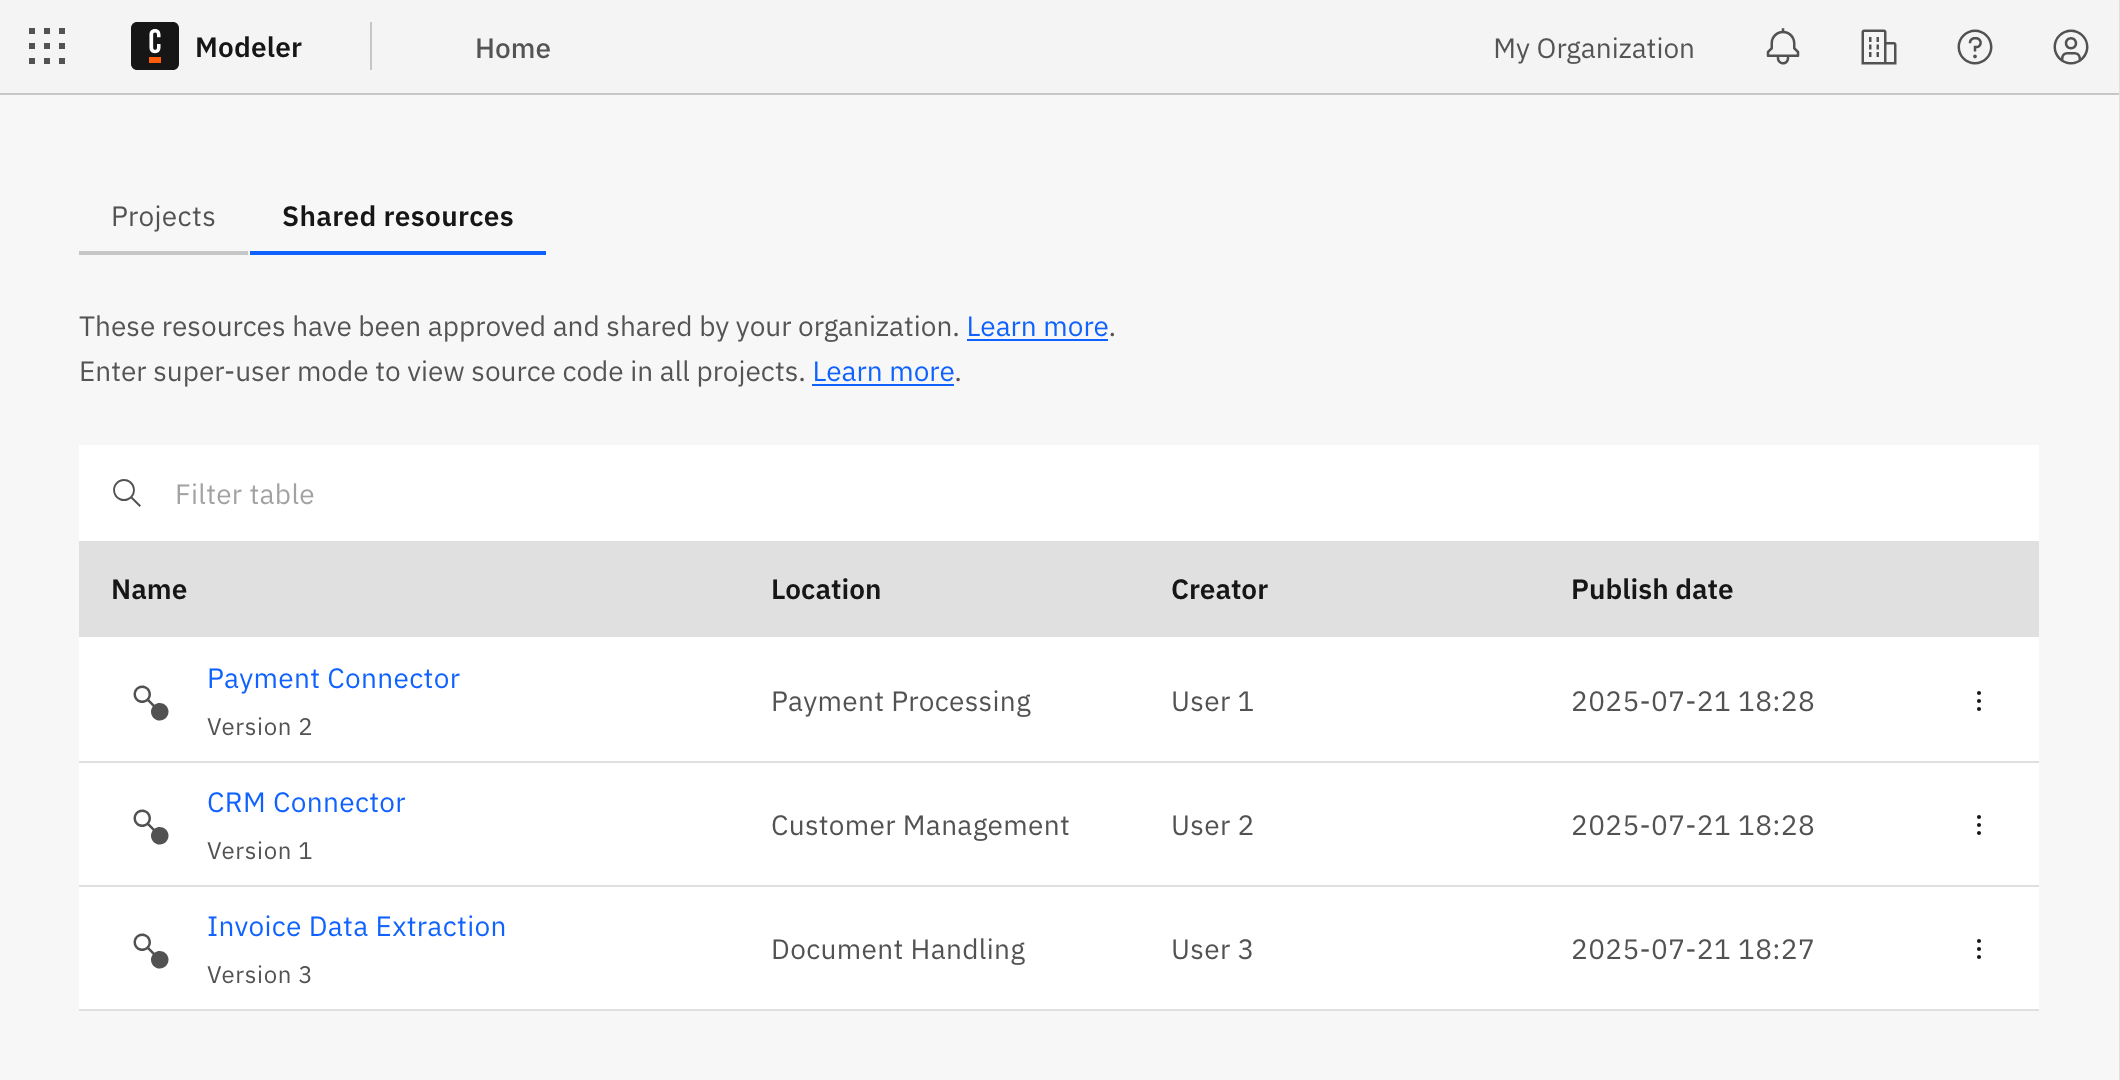 C Modeler Home My Organization
Projects Shared resources
These resources have been approved and shared by your organization. Learn more.
Enter super-user mode to view source code in all projects. Learn more.
Filter table
Name Location Creator Publish date
Payment Connector
Version 2
Payment Processing User 1 2025-07-21 18:28
CRM Connector
Version 1
Customer Management User 2 2025-07-21 18:28
Invoice Data Extraction
Version 3
Document Handling User 3 2025-07-21 18:27